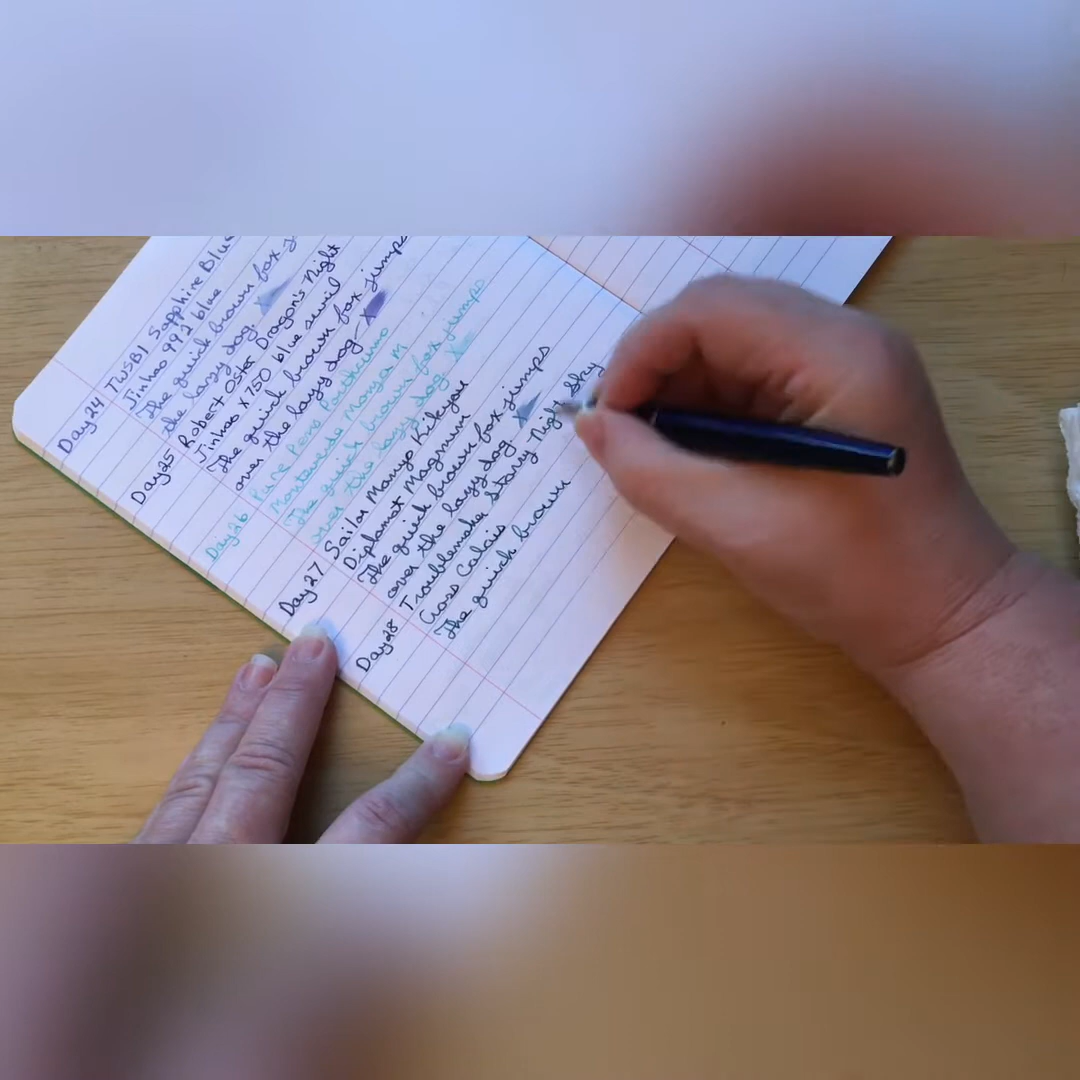 Day 24 TWSBI Sapphire Blue
Jinhao 992 blue
The quick brown fox
the lazy dog.
Day 25 Robert Oster Dragon's Night
Jinhao x750 blue swirl
The quick brown fox jumps
over the lazy dog X
Day 26 Pure Pens Porthcurno
Monteverde Monza M
The quick brown fox jumps
over the lazy dog X
Day 27 Sailor Manyo Kikyou
Diplomat Magnum
The quick brown fox jumps
over the lazy dog X
Day 28 Troublemaker Starry Night Sky
Cross Calais
The quick brown